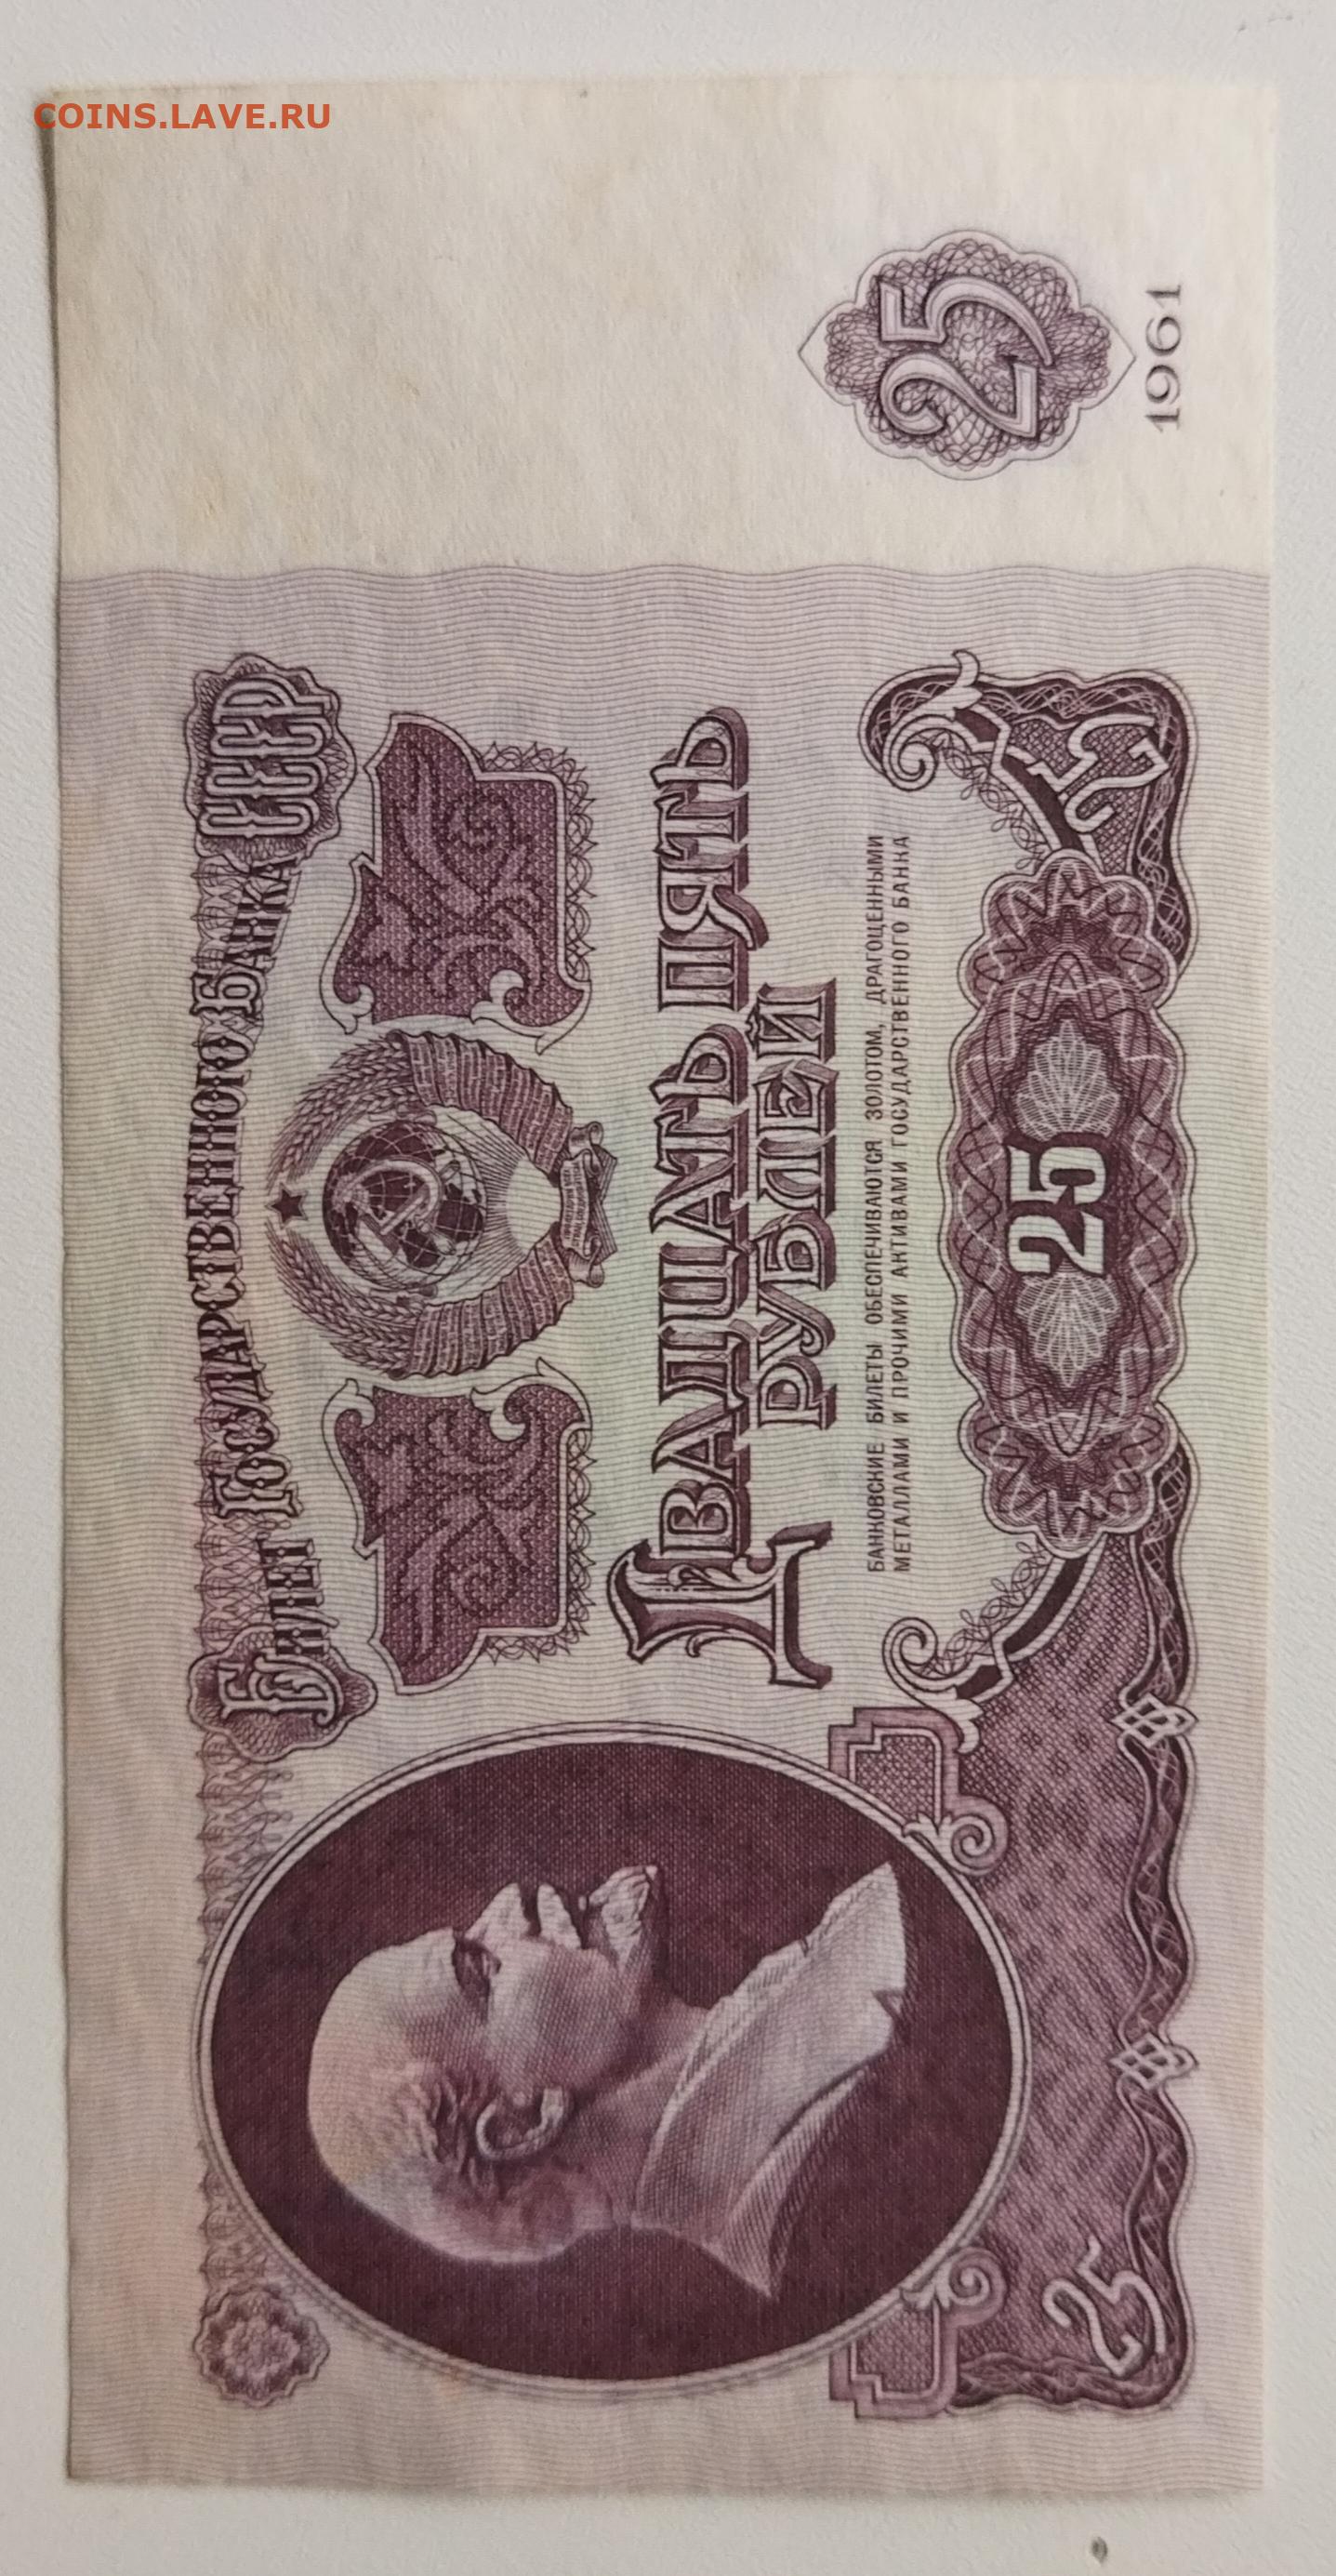 COINS.LAVE.RU
Билет Государственного Банка СССР
Двадцать пять
рублей
БАНКОВСКИЕ БИЛЕТЫ ОБЕСПЕЧИВАЮТСЯ ЗОЛОТОМ, ДРАГОЦЕННЫМИ
МЕТАЛЛАМИ И ПРОЧИМИ АКТИВАМИ ГОСУДАРСТВЕННОГО БАНКА
25
25
25
25
1961